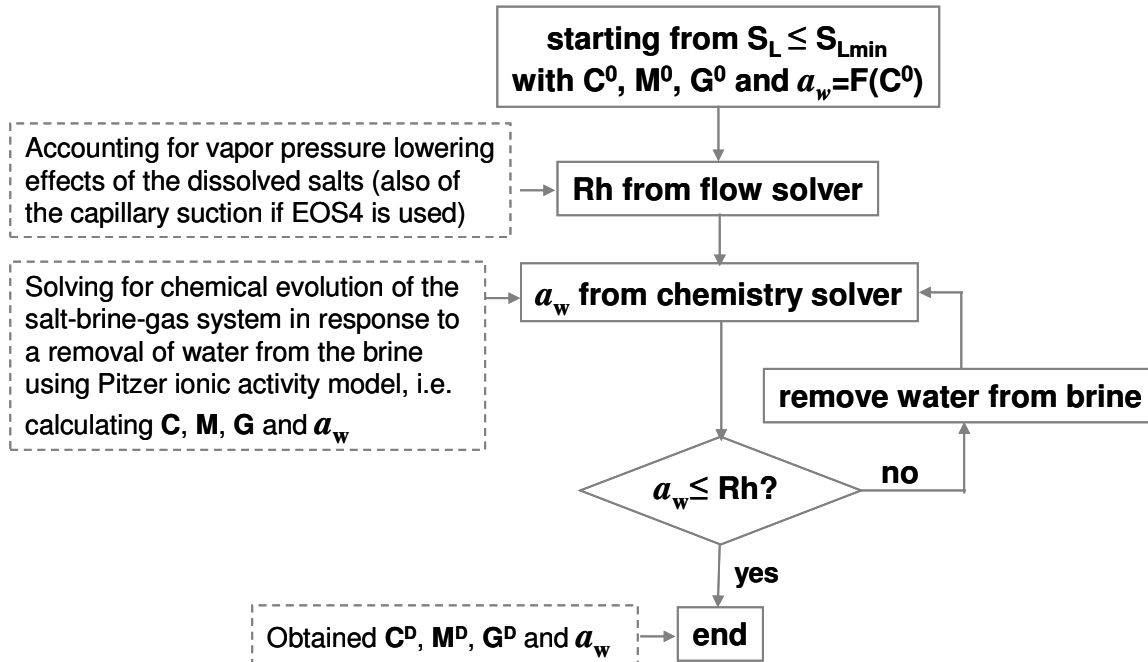 starting from S_L ≤ S_Lmin
with C⁰, M⁰, G⁰ and a_w=F(C⁰)
Accounting for vapor pressure lowering
effects of the dissolved salts (also of
the capillary suction if EOS4 is used)
Rh from flow solver
Solving for chemical evolution of the
salt-brine-gas system in response to
a removal of water from the brine
using Pitzer ionic activity model, i.e.
calculating C, M, G and a_w
a_w from chemistry solver
remove water from brine
a_w ≤ Rh?
no
yes
Obtained Cᴰ, Mᴰ, Gᴰ and a_w
end